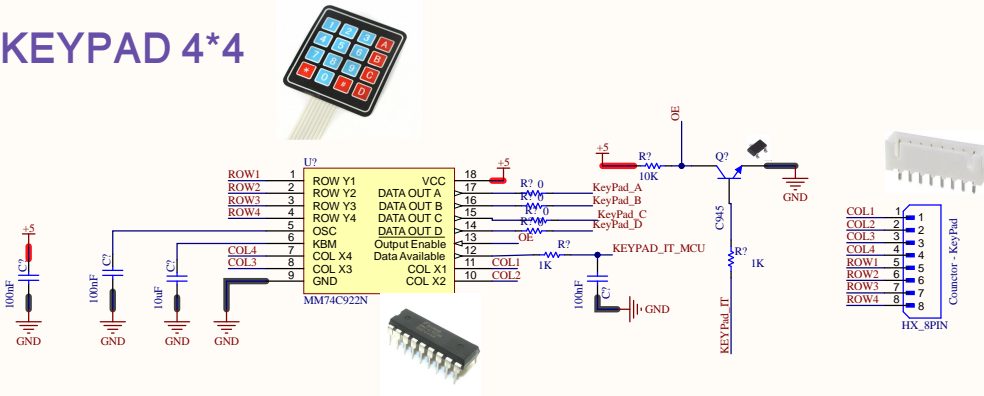 KEYPAD 4*4
1 2 3 A
4 5 6 B
7 8 9 C
* 0 # D
U?
ROW1 1 ROW Y1 VCC 18 +5
ROW2 2 ROW Y2 DATA OUT A 17 R? 0 KeyPad_A
ROW3 3 ROW Y3 DATA OUT B 16 R? 0 KeyPad_B
ROW4 4 ROW Y4 DATA OUT C 15 R? 0 KeyPad_C
5 OSC DATA OUT D 14 R? 0 KeyPad_D
6 KBM Output Enable 13 OE
COL4 7 COL X4 Data Available 12 R? 1K KEYPAD_IT_MCU
COL3 8 COL X3 COL X1 11 COL1
9 GND COL X2 10 COL2
MM74C922N
+5
C?
100nF
GND
C?
100nF
GND
C?
10uF
GND
GND
100nF
C?
GND
+5
R?
10K
OE
Q?
C945
GND
R?
1K
KEYPad_IT
COL1 1 1
COL2 2 2
COL3 3 3
COL4 4 4
ROW1 5 5
ROW2 6 6
ROW3 7 7
ROW4 8 8
Counctor - KeyPad
HX_8PIN